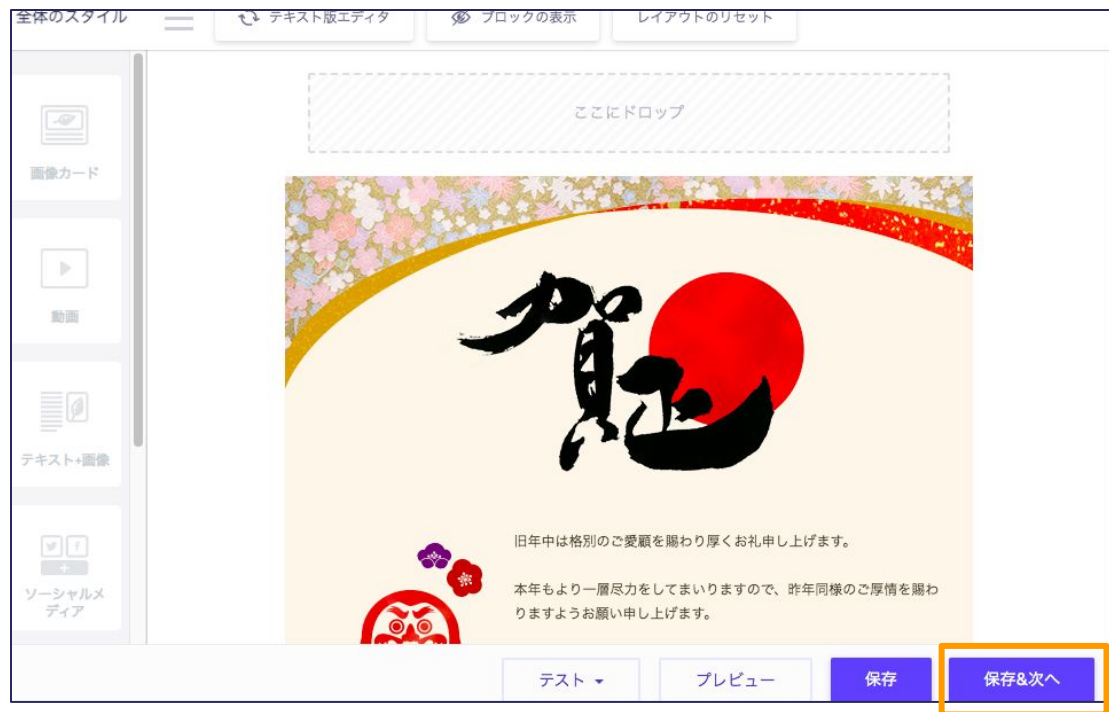 全体のスタイル
テキスト版エディタ
ブロックの表示
レイアウトのリセット
ここにドロップ
画像カード
動画
テキスト+画像
ソーシャルメ
ディア
賀正
旧年中は格別のご愛顧を賜わり厚くお礼申し上げます。
本年もより一層尽力をしてまいりますので、昨年同様のご厚情を賜わ
りますようお願い申し上げます。
テスト
プレビュー
保存
保存&次へ